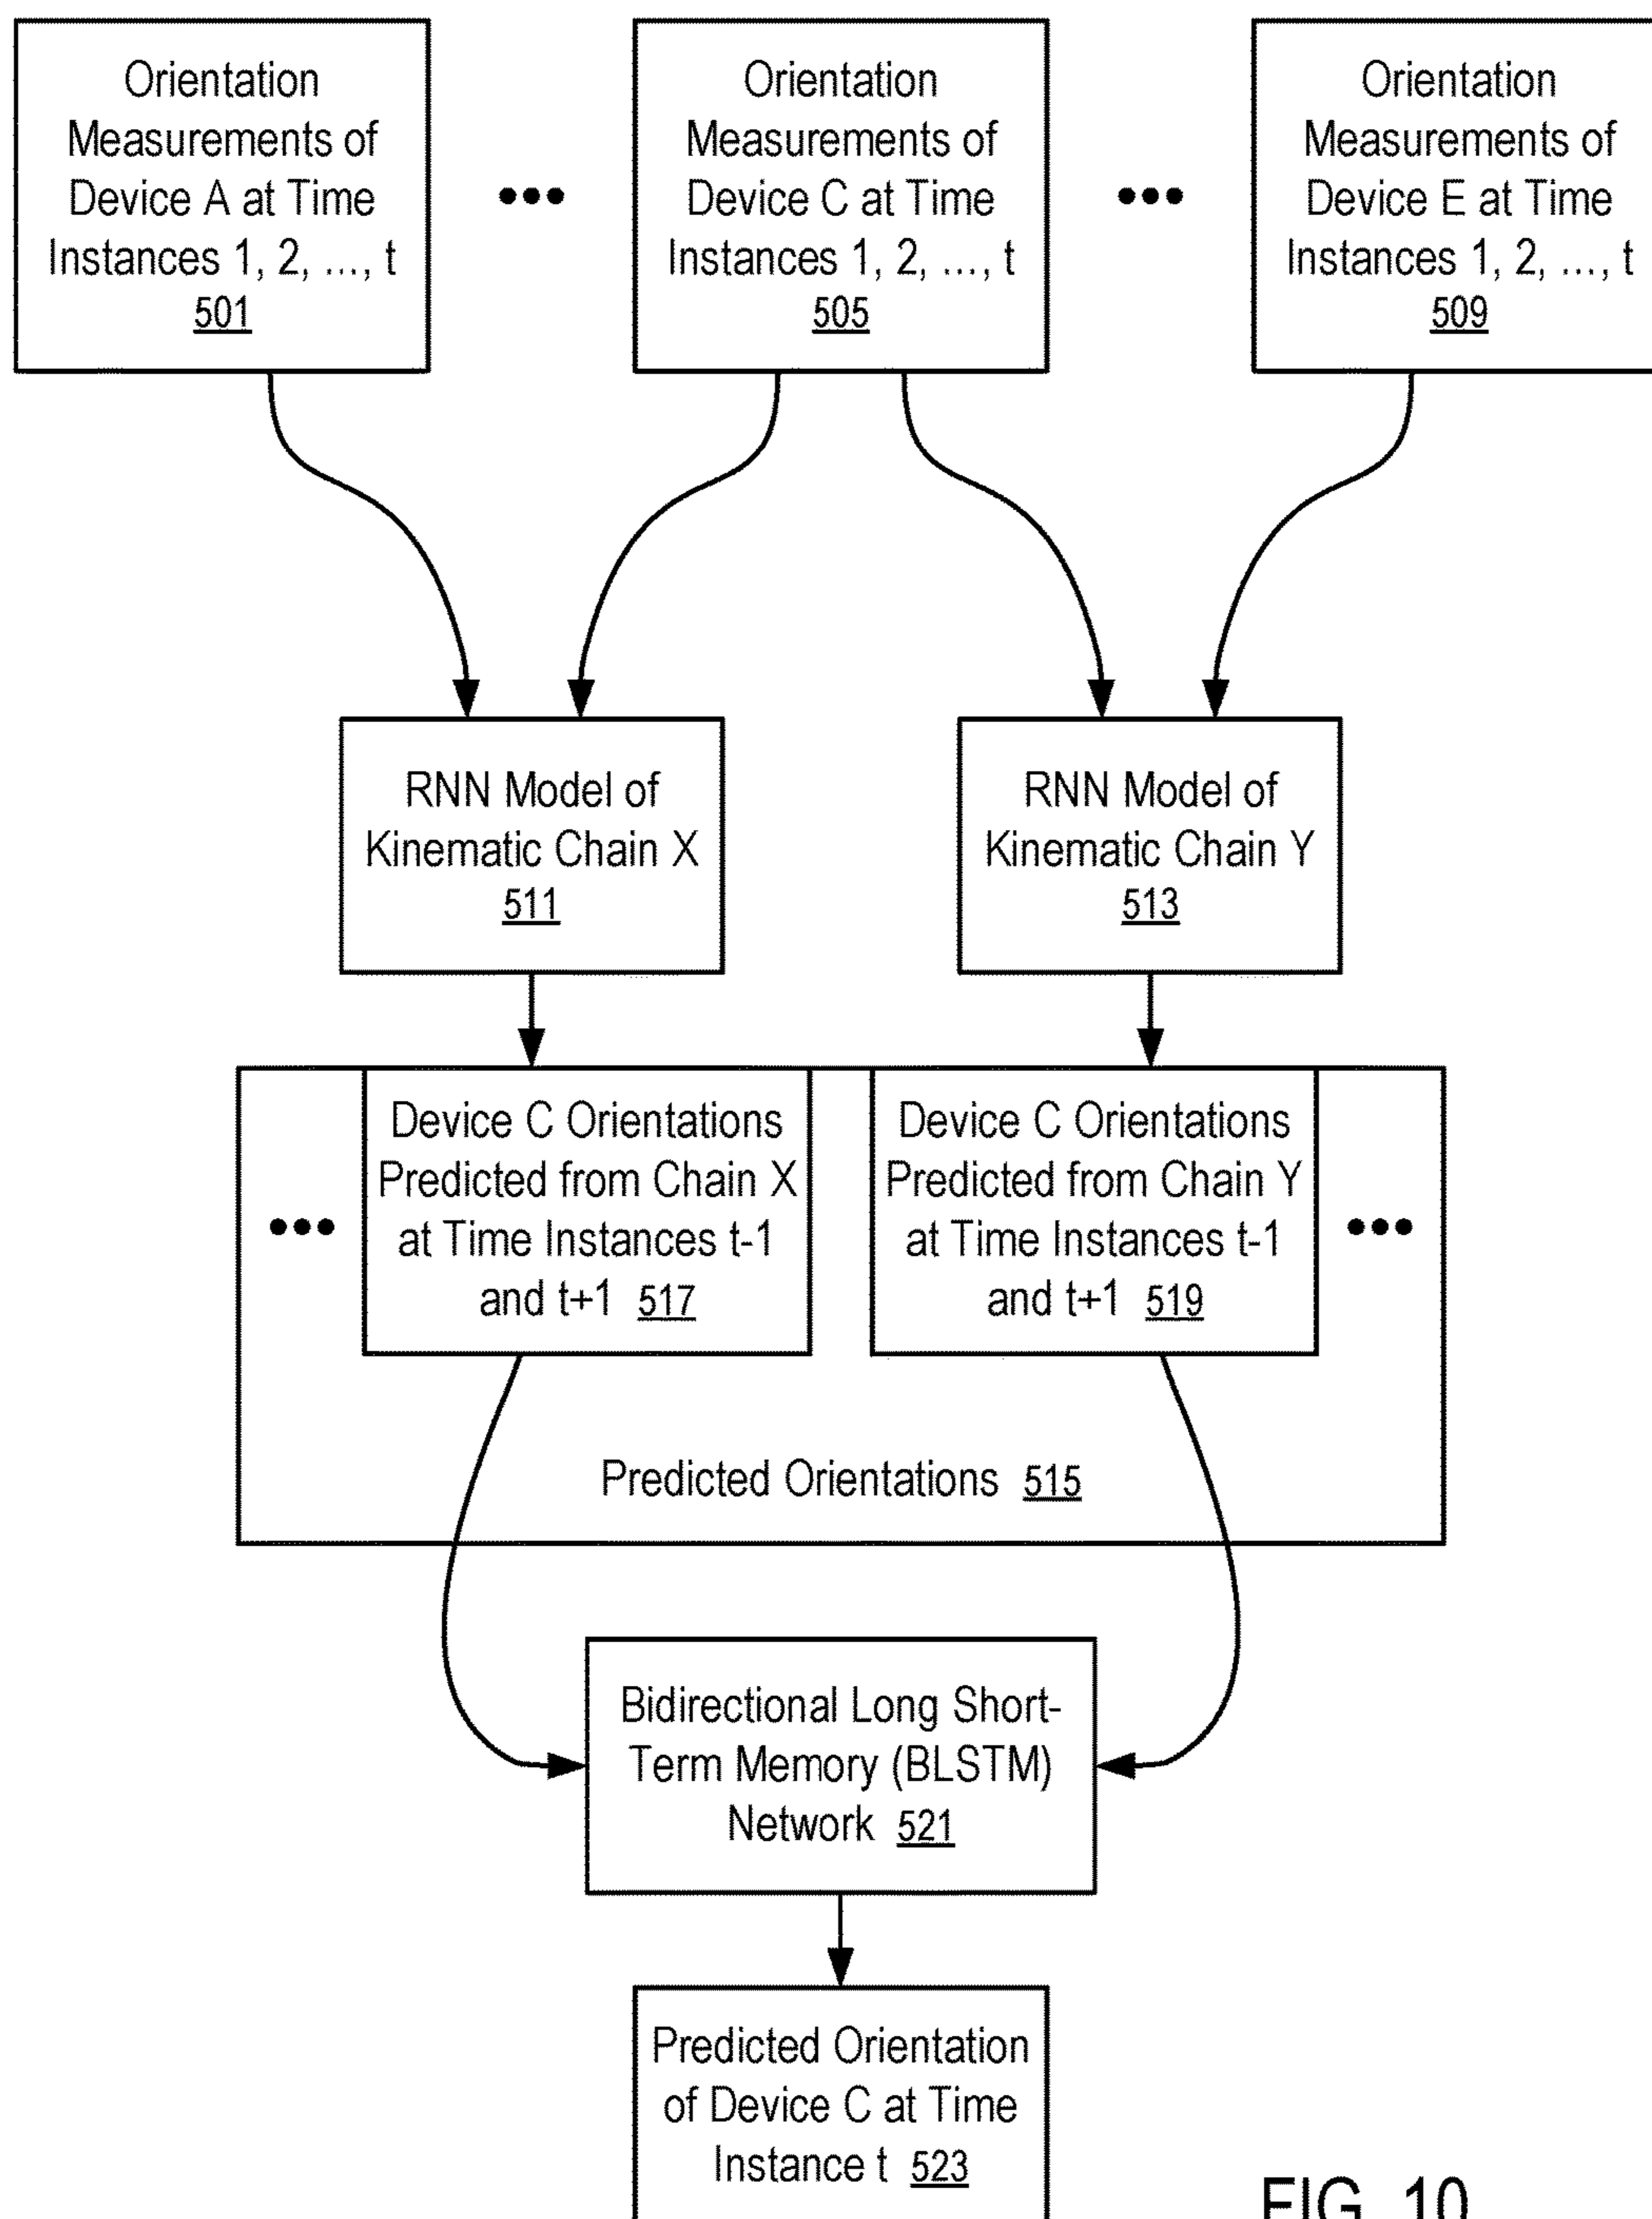 Orientation
Measurements of
Device A at Time
Instances 1, 2, ..., t
501
•••
Orientation
Measurements of
Device C at Time
Instances 1, 2, ..., t
505
•••
Orientation
Measurements of
Device E at Time
Instances 1, 2, ..., t
509
RNN Model of
Kinematic Chain X
511
RNN Model of
Kinematic Chain Y
513
•••
Device C Orientations
Predicted from Chain X
at Time Instances t-1
and t+1 517
Device C Orientations
Predicted from Chain Y
at Time Instances t-1
and t+1 519
•••
Predicted Orientations 515
Bidirectional Long Short-
Term Memory (BLSTM)
Network 521
Predicted Orientation
of Device C at Time
Instance t 523
FIG. 10